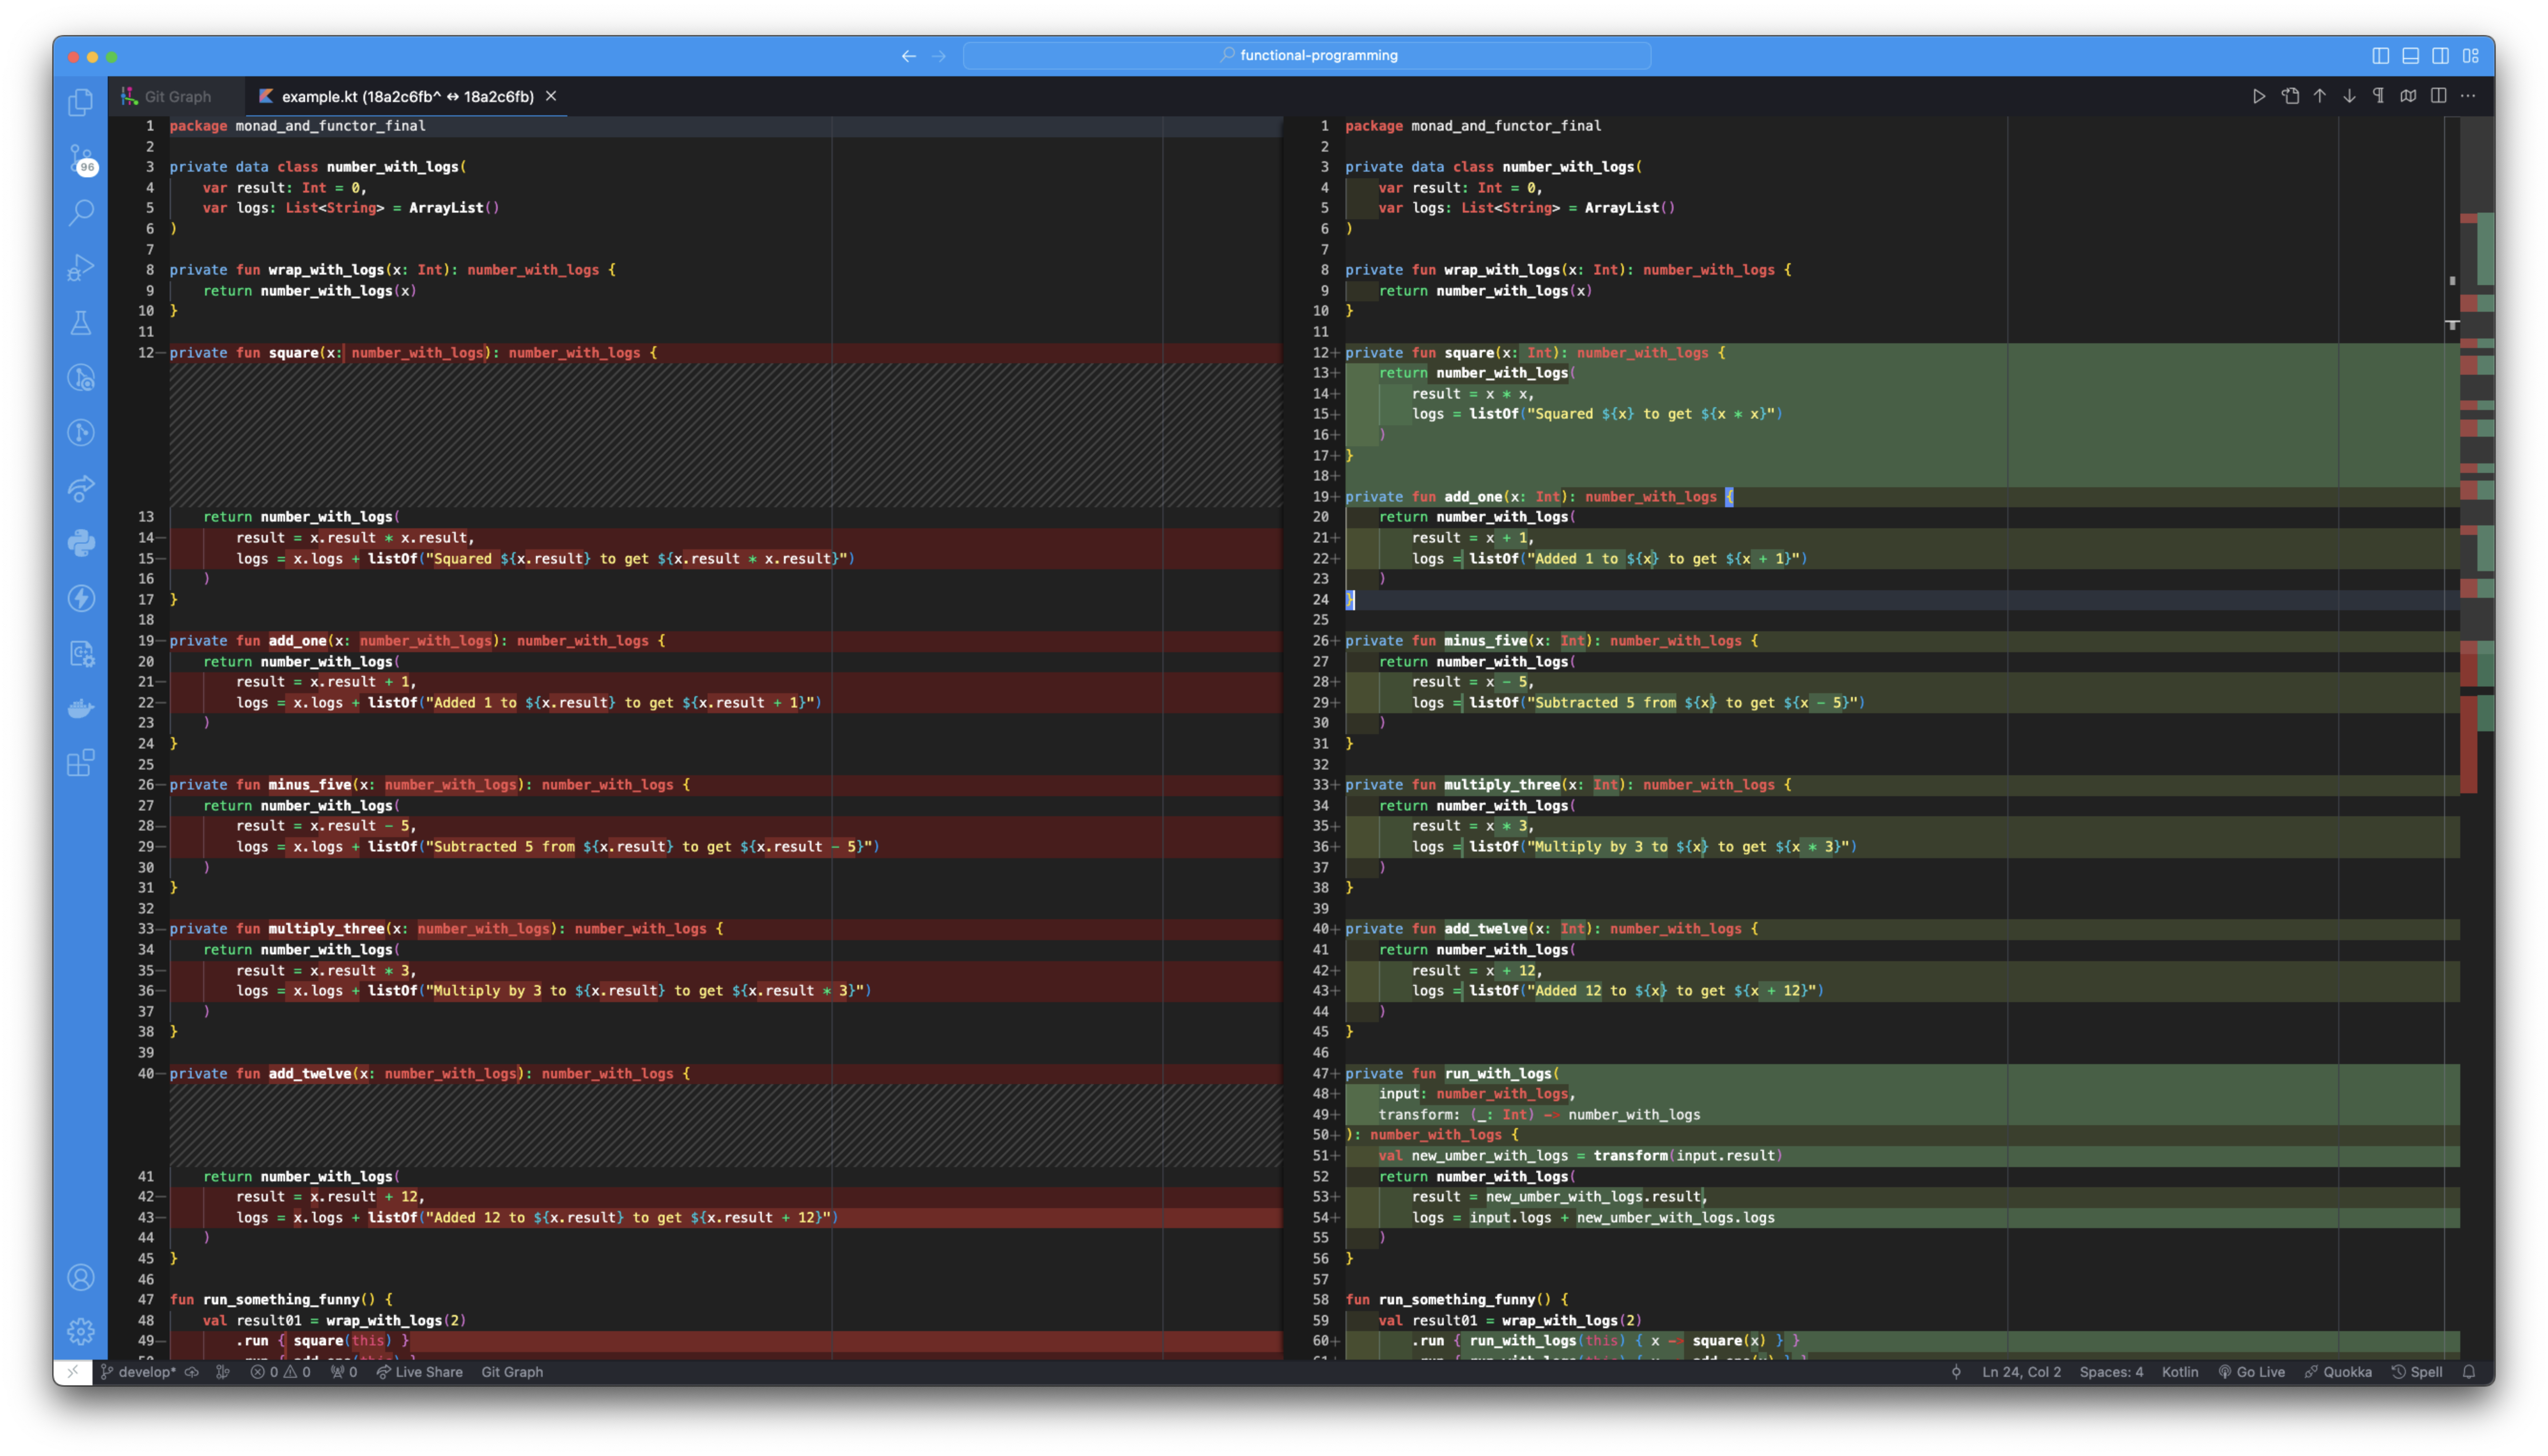 functional-programming
Git Graph
example.kt (18a2c6fb^ ↔ 18a2c6fb)
96
1 package monad_and_functor_final
2
3 private data class number_with_logs(
4     var result: Int = 0,
5     var logs: List<String> = ArrayList()
6 )
7
8 private fun wrap_with_logs(x: Int): number_with_logs {
9     return number_with_logs(x)
10 }
11
12— private fun square(x: number_with_logs): number_with_logs {
13     return number_with_logs(
14—         result = x.result * x.result,
15—         logs = x.logs + listOf("Squared ${x.result} to get ${x.result * x.result}")
16     )
17 }
18
19— private fun add_one(x: number_with_logs): number_with_logs {
20     return number_with_logs(
21—         result = x.result + 1,
22—         logs = x.logs + listOf("Added 1 to ${x.result} to get ${x.result + 1}")
23     )
24 }
25
26— private fun minus_five(x: number_with_logs): number_with_logs {
27     return number_with_logs(
28—         result = x.result - 5,
29—         logs = x.logs + listOf("Subtracted 5 from ${x.result} to get ${x.result - 5}")
30     )
31 }
32
33— private fun multiply_three(x: number_with_logs): number_with_logs {
34     return number_with_logs(
35—         result = x.result * 3,
36—         logs = x.logs + listOf("Multiply by 3 to ${x.result} to get ${x.result * 3}")
37     )
38 }
39
40— private fun add_twelve(x: number_with_logs): number_with_logs {
41     return number_with_logs(
42—         result = x.result + 12,
43—         logs = x.logs + listOf("Added 12 to ${x.result} to get ${x.result + 12}")
44     )
45 }
46
47 fun run_something_funny() {
48     val result01 = wrap_with_logs(2)
49—         .run { square(this) }
1 package monad_and_functor_final
2
3 private data class number_with_logs(
4     var result: Int = 0,
5     var logs: List<String> = ArrayList()
6 )
7
8 private fun wrap_with_logs(x: Int): number_with_logs {
9     return number_with_logs(x)
10 }
11
12+ private fun square(x: Int): number_with_logs {
13+     return number_with_logs(
14+         result = x * x,
15+         logs = listOf("Squared ${x} to get ${x * x}")
16+     )
17+ }
18+
19+ private fun add_one(x: Int): number_with_logs {
20     return number_with_logs(
21+         result = x + 1,
22+         logs = listOf("Added 1 to ${x} to get ${x + 1}")
23     )
24 }
25
26+ private fun minus_five(x: Int): number_with_logs {
27     return number_with_logs(
28+         result = x - 5,
29+         logs = listOf("Subtracted 5 from ${x} to get ${x - 5}")
30     )
31 }
32
33+ private fun multiply_three(x: Int): number_with_logs {
34     return number_with_logs(
35+         result = x * 3,
36+         logs = listOf("Multiply by 3 to ${x} to get ${x * 3}")
37     )
38 }
39
40+ private fun add_twelve(x: Int): number_with_logs {
41     return number_with_logs(
42+         result = x + 12,
43+         logs = listOf("Added 12 to ${x} to get ${x + 12}")
44     )
45 }
46
47+ private fun run_with_logs(
48+     input: number_with_logs,
49+     transform: (_: Int) -> number_with_logs
50+ ): number_with_logs {
51+     val new_umber_with_logs = transform(input.result)
52     return number_with_logs(
53+         result = new_umber_with_logs.result,
54+         logs = input.logs + new_umber_with_logs.logs
55     )
56 }
57
58 fun run_something_funny() {
59     val result01 = wrap_with_logs(2)
60+         .run { run_with_logs(this) { x -> square(x) } }
develop* 0 0 0 Live Share Git Graph Ln 24, Col 2 Spaces: 4 Kotlin Go Live Quokka Spell